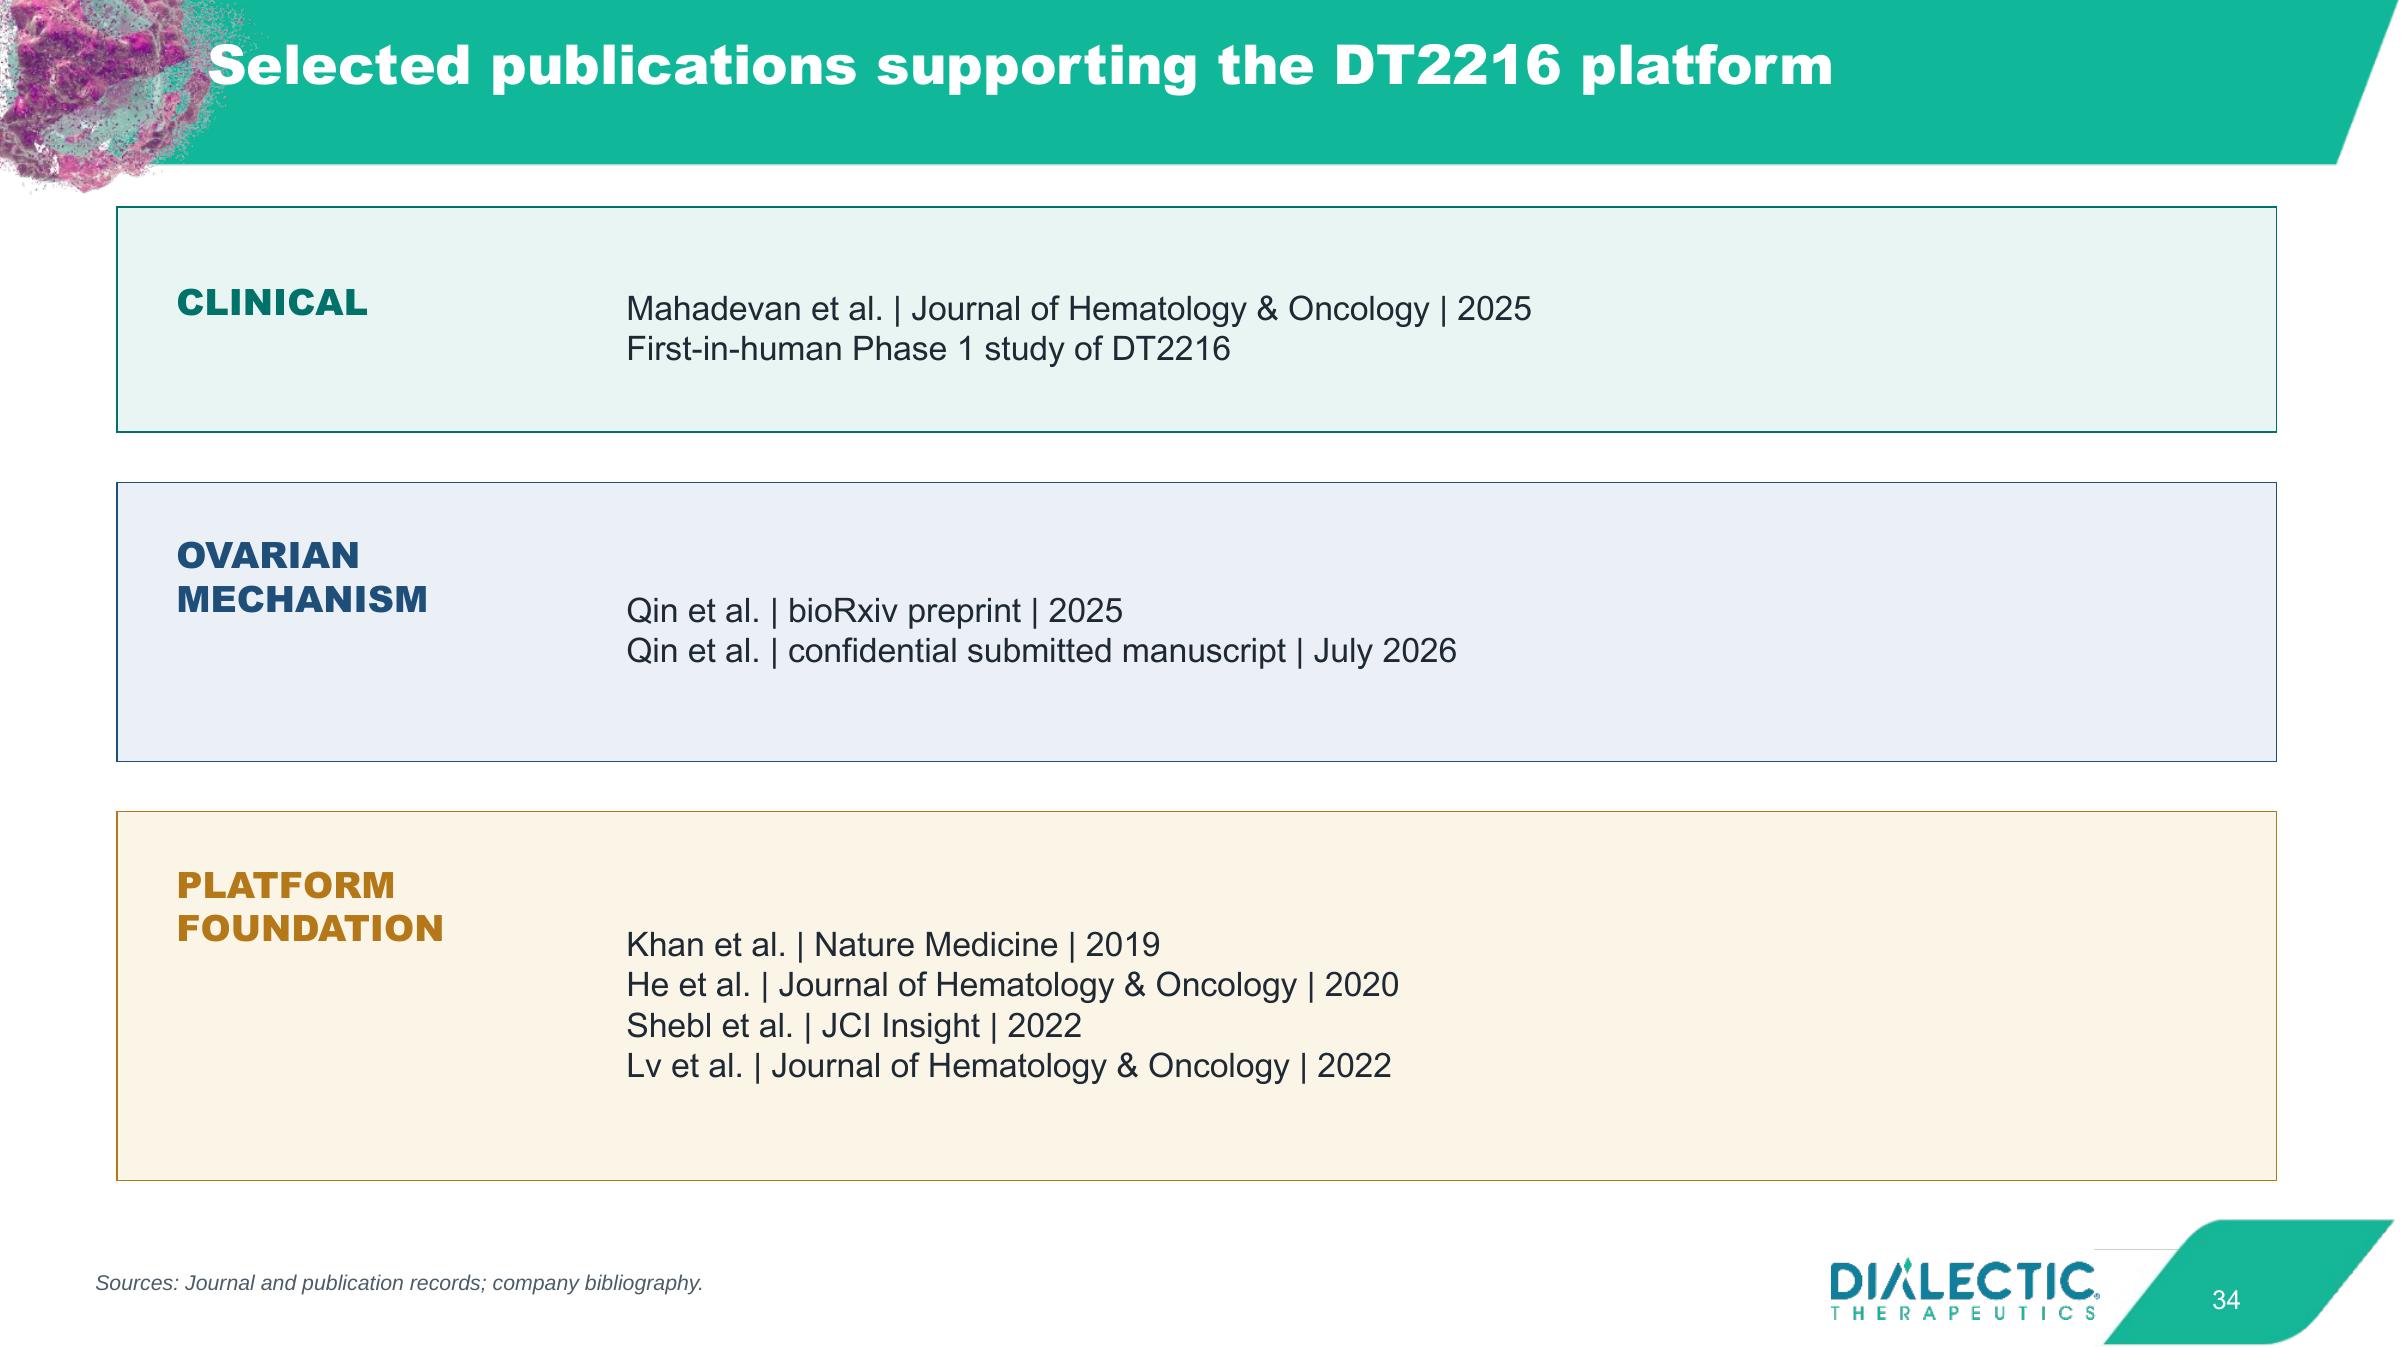 Selected publications supporting the DT2216 platform
CLINICAL
Mahadevan et al. | Journal of Hematology & Oncology | 2025
First-in-human Phase 1 study of DT2216
OVARIAN
MECHANISM
Qin et al. | bioRxiv preprint | 2025
Qin et al. | confidential submitted manuscript | July 2026
PLATFORM
FOUNDATION
Khan et al. | Nature Medicine | 2019
He et al. | Journal of Hematology & Oncology | 2020
Shebl et al. | JCI Insight | 2022
Lv et al. | Journal of Hematology & Oncology | 2022
Sources: Journal and publication records; company bibliography.
DIALECTIC®
THERAPEUTICS
34